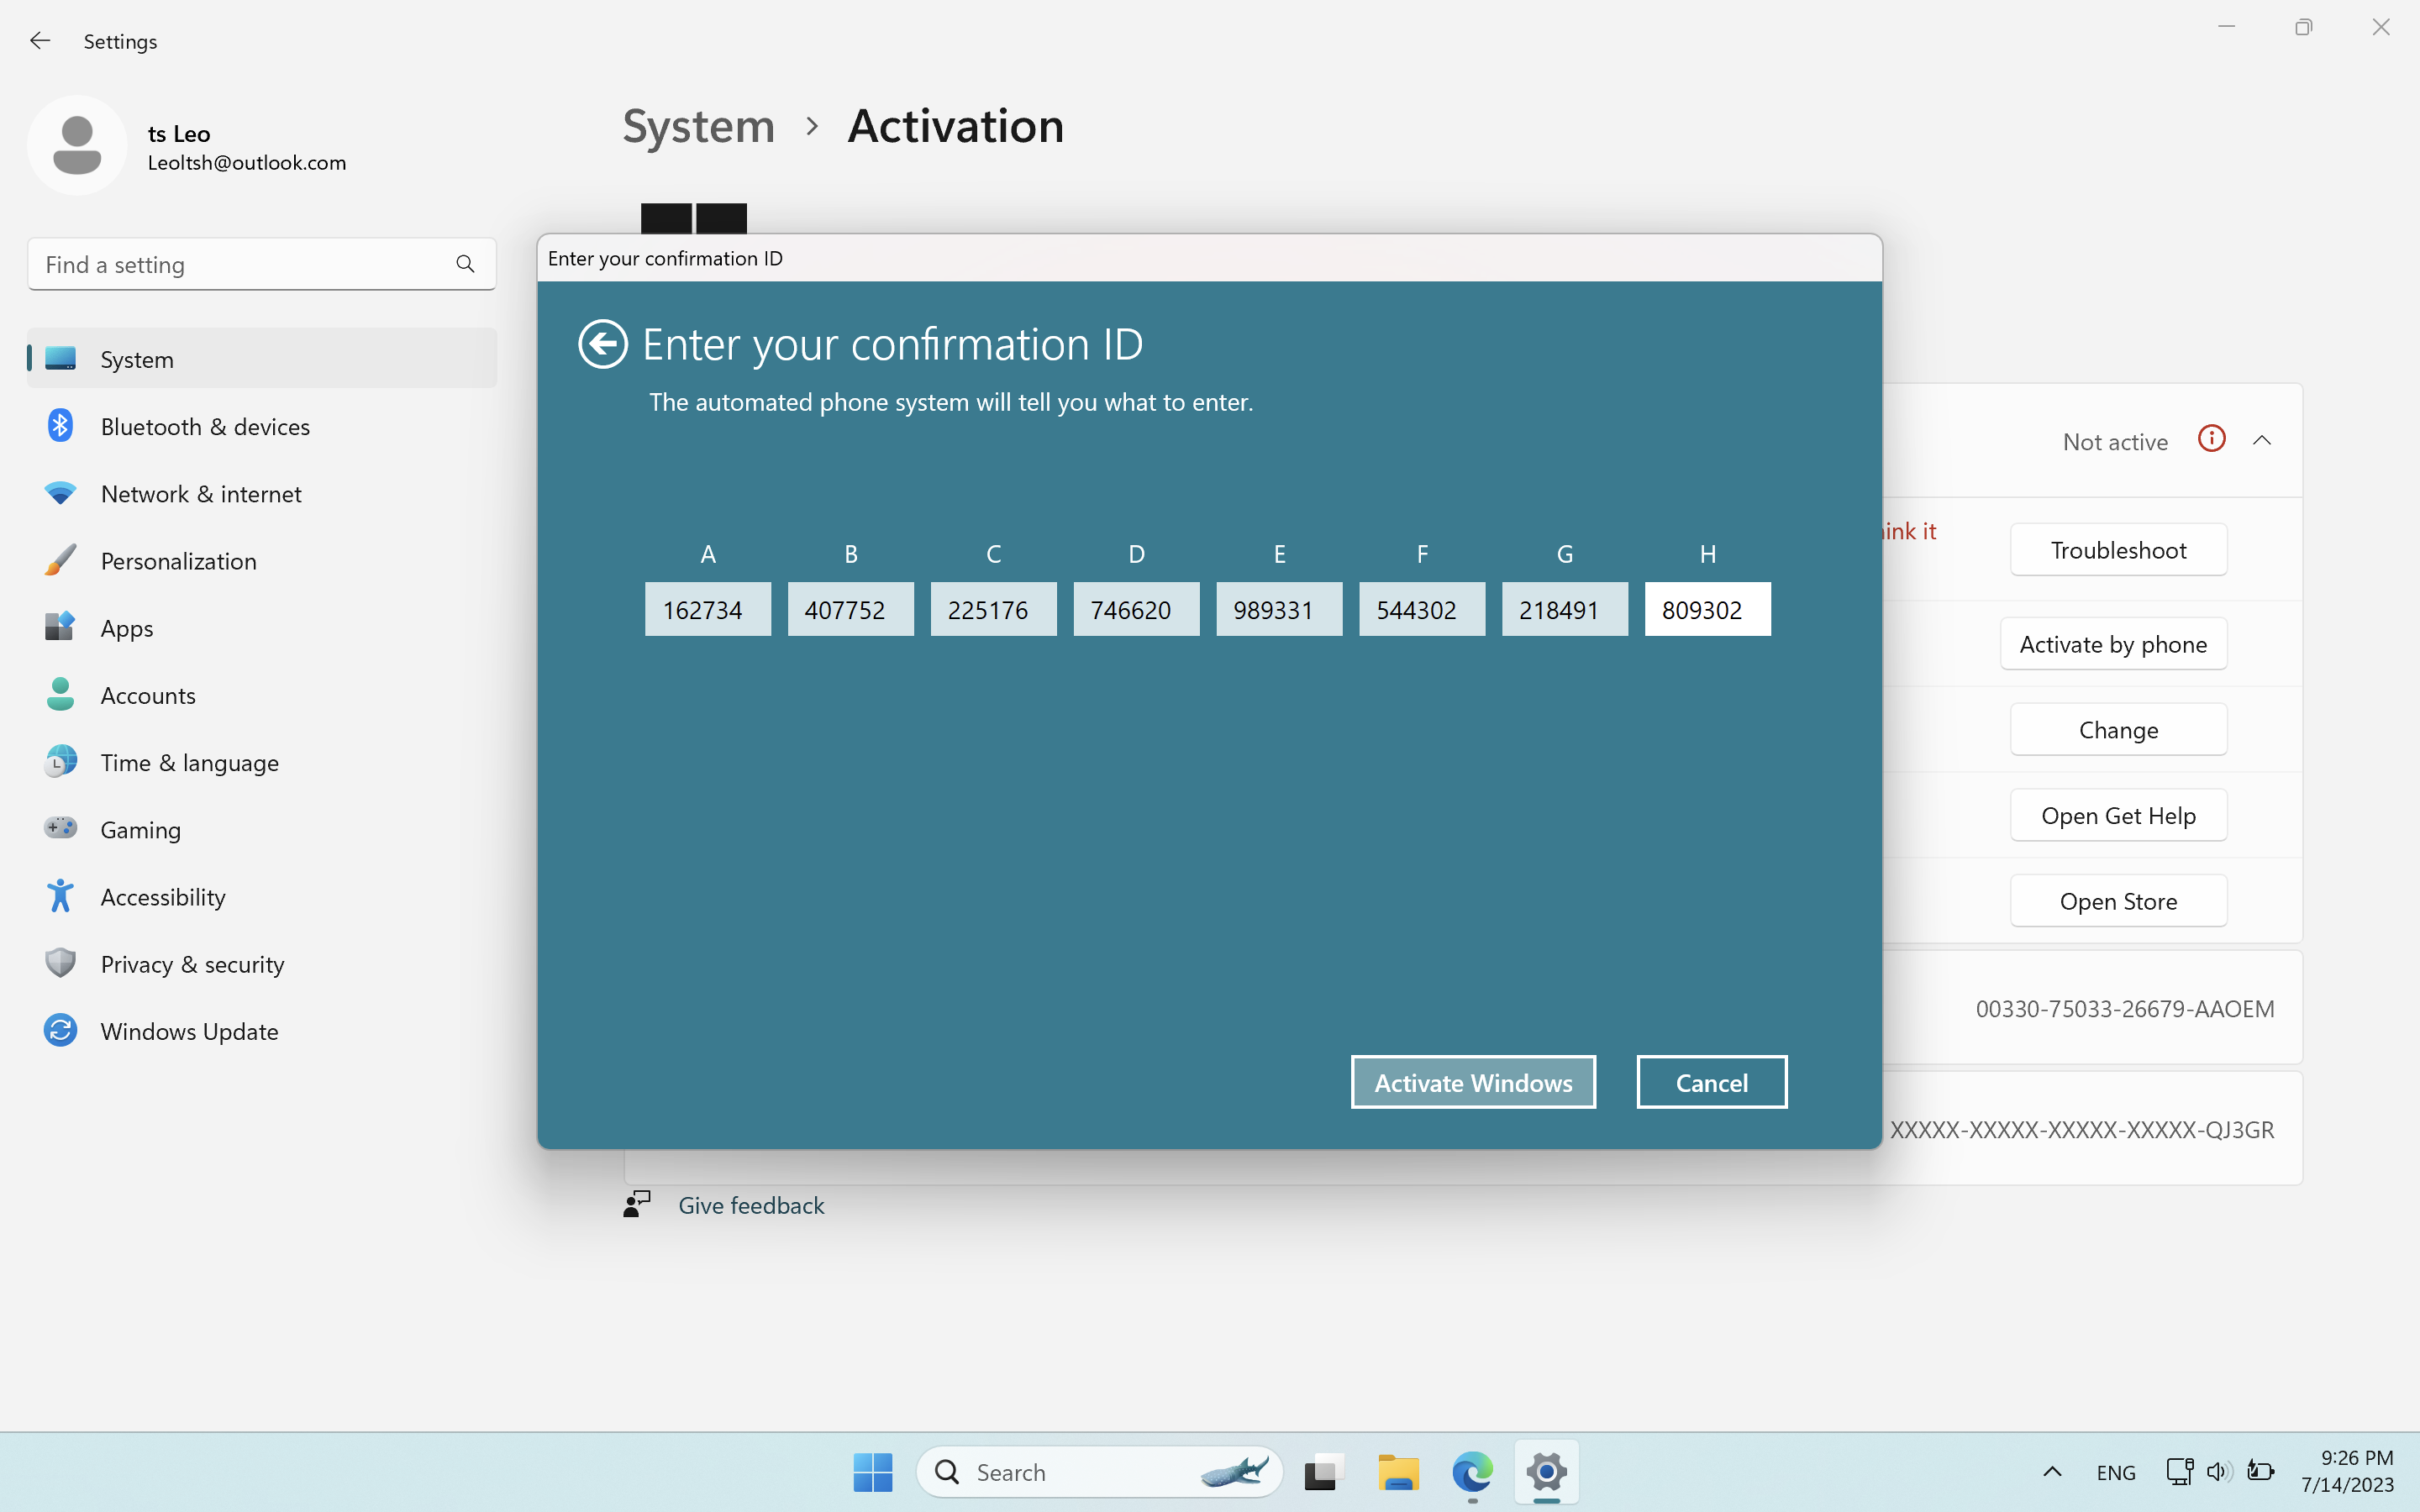 Settings
ts Leo
Leoltsh@outlook.com
Find a setting
System
Bluetooth & devices
Network & internet
Personalization
Apps
Accounts
Time & language
Gaming
Accessibility
Privacy & security
Windows Update
System > Activation
Enter your confirmation ID
Enter your confirmation ID
The automated phone system will tell you what to enter.
A B C D E F G H
162734 407752 225176 746620 989331 544302 218491 809302
Activate Windows Cancel
Not active
ink it
Troubleshoot
Activate by phone
Change
Open Get Help
Open Store
00330-75033-26679-AAOEM
XXXXX-XXXXX-XXXXX-XXXXX-QJ3GR
Give feedback
Search
ENG
9:26 PM
7/14/2023